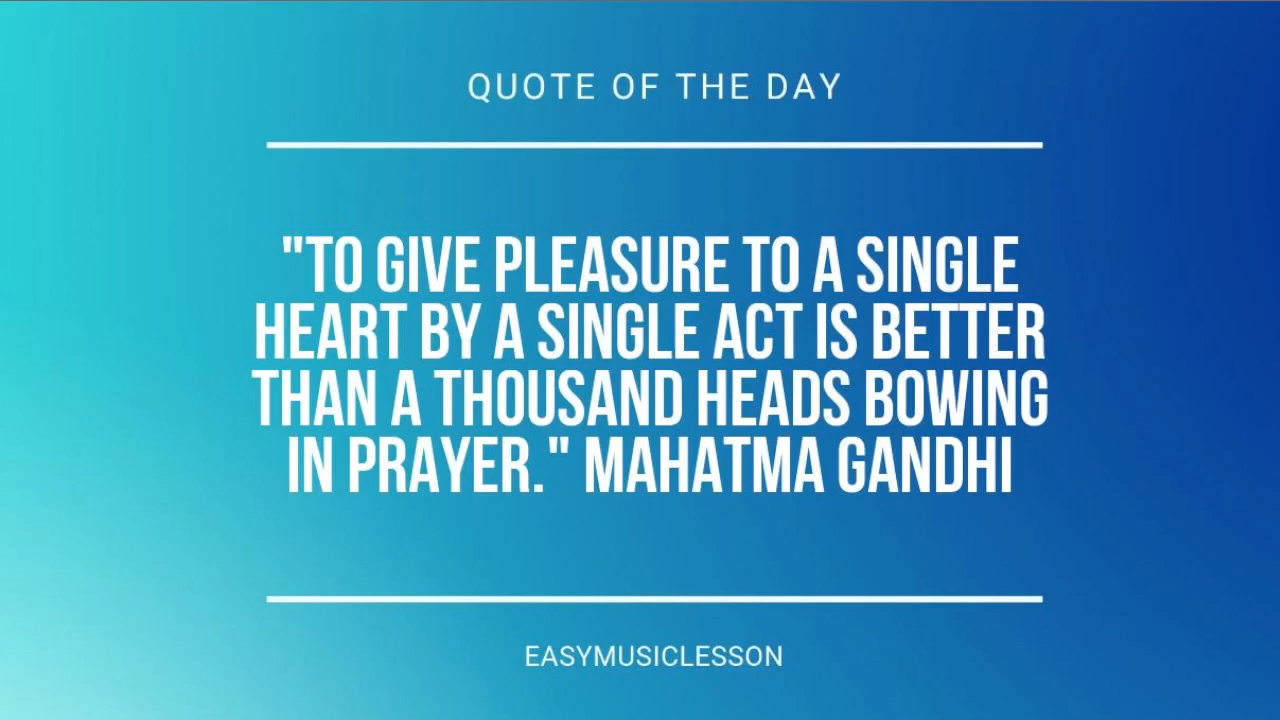 QUOTE OF THE DAY
"TO GIVE PLEASURE TO A SINGLE
HEART BY A SINGLE ACT IS BETTER
THAN A THOUSAND HEADS BOWING
IN PRAYER." MAHATMA GANDHI
EASYMUSICLESSON